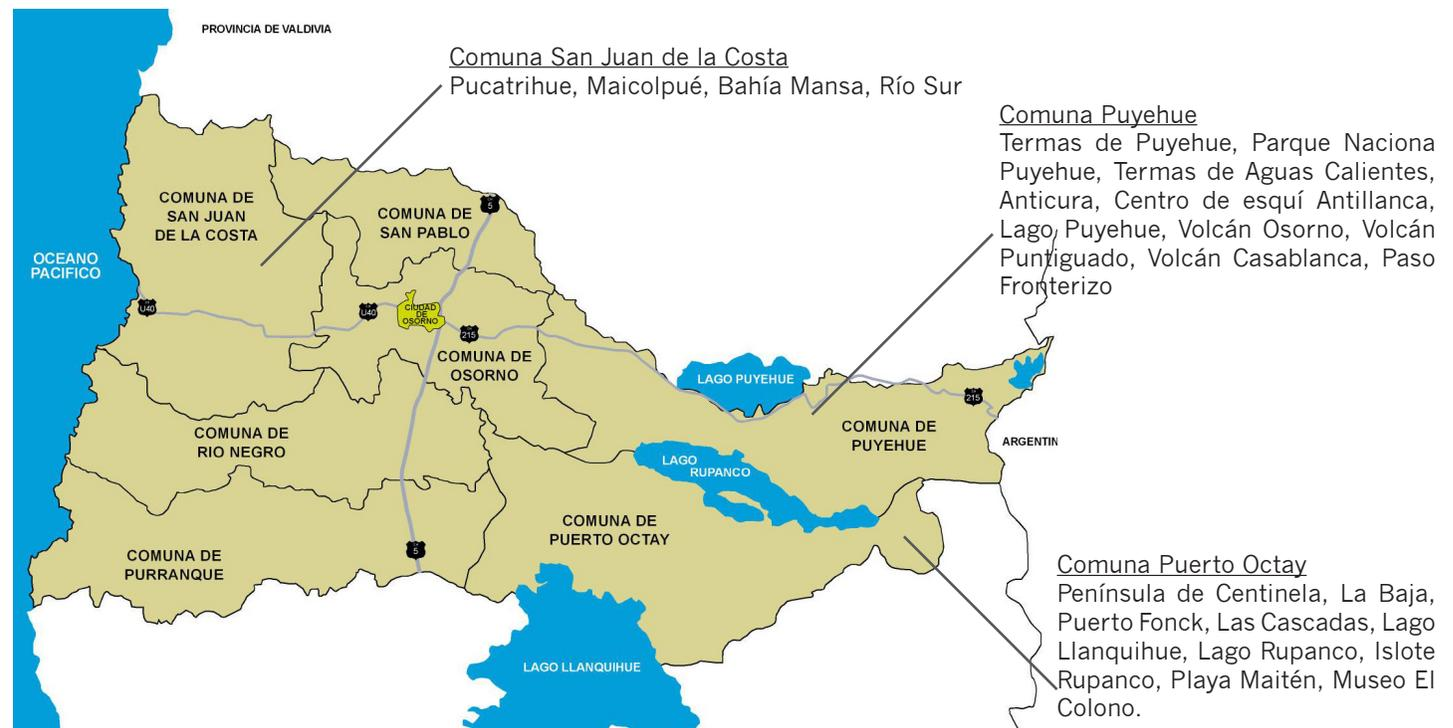 PROVINCIA DE VALDIVIA
Comuna San Juan de la Costa
Pucatrihue, Maicolpué, Bahía Mansa, Río Sur
Comuna Puyehue
Termas de Puyehue, Parque Naciona
Puyehue, Termas de Aguas Calientes,
Anticura, Centro de esquí Antillanca,
Lago Puyehue, Volcán Osorno, Volcán
Puntiguado, Volcán Casablanca, Paso
Fronterizo
COMUNA DE
SAN JUAN
DE LA COSTA
COMUNA DE
SAN PABLO
5
OCEANO
PACIFICO
U40
U40
CIUDAD
DE
OSORNO
215
COMUNA DE
OSORNO
LAGO PUYEHUE
215
COMUNA DE
PUYEHUE
ARGENTIN
COMUNA DE
RIO NEGRO
LAGO
RUPANCO
COMUNA DE
PUERTO OCTAY
5
COMUNA DE
PURRANQUE
LAGO LLANQUIHUE
Comuna Puerto Octay
Península de Centinela, La Baja,
Puerto Fonck, Las Cascadas, Lago
Llanquihue, Lago Rupanco, Islote
Rupanco, Playa Maitén, Museo El
Colono.